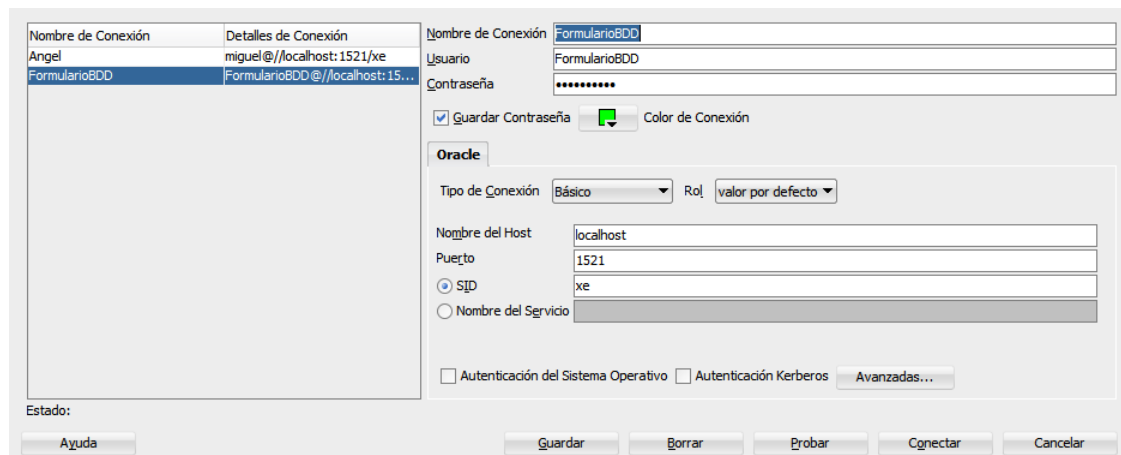 Nombre de Conexión Detalles de Conexión
Angel miguel@//localhost:1521/xe
FormularioBDD FormularioBDD@//localhost:15...
Nombre de Conexión FormularioBDD
Usuario FormularioBDD
Contraseña ••••••••••
Guardar Contraseña Color de Conexión
Oracle
Tipo de Conexión Básico Rol valor por defecto
Nombre del Host localhost
Puerto 1521
SID xe
Nombre del Servicio
Autenticación del Sistema Operativo Autenticación Kerberos Avanzadas...
Estado:
Ayuda Guardar Borrar Probar Conectar Cancelar